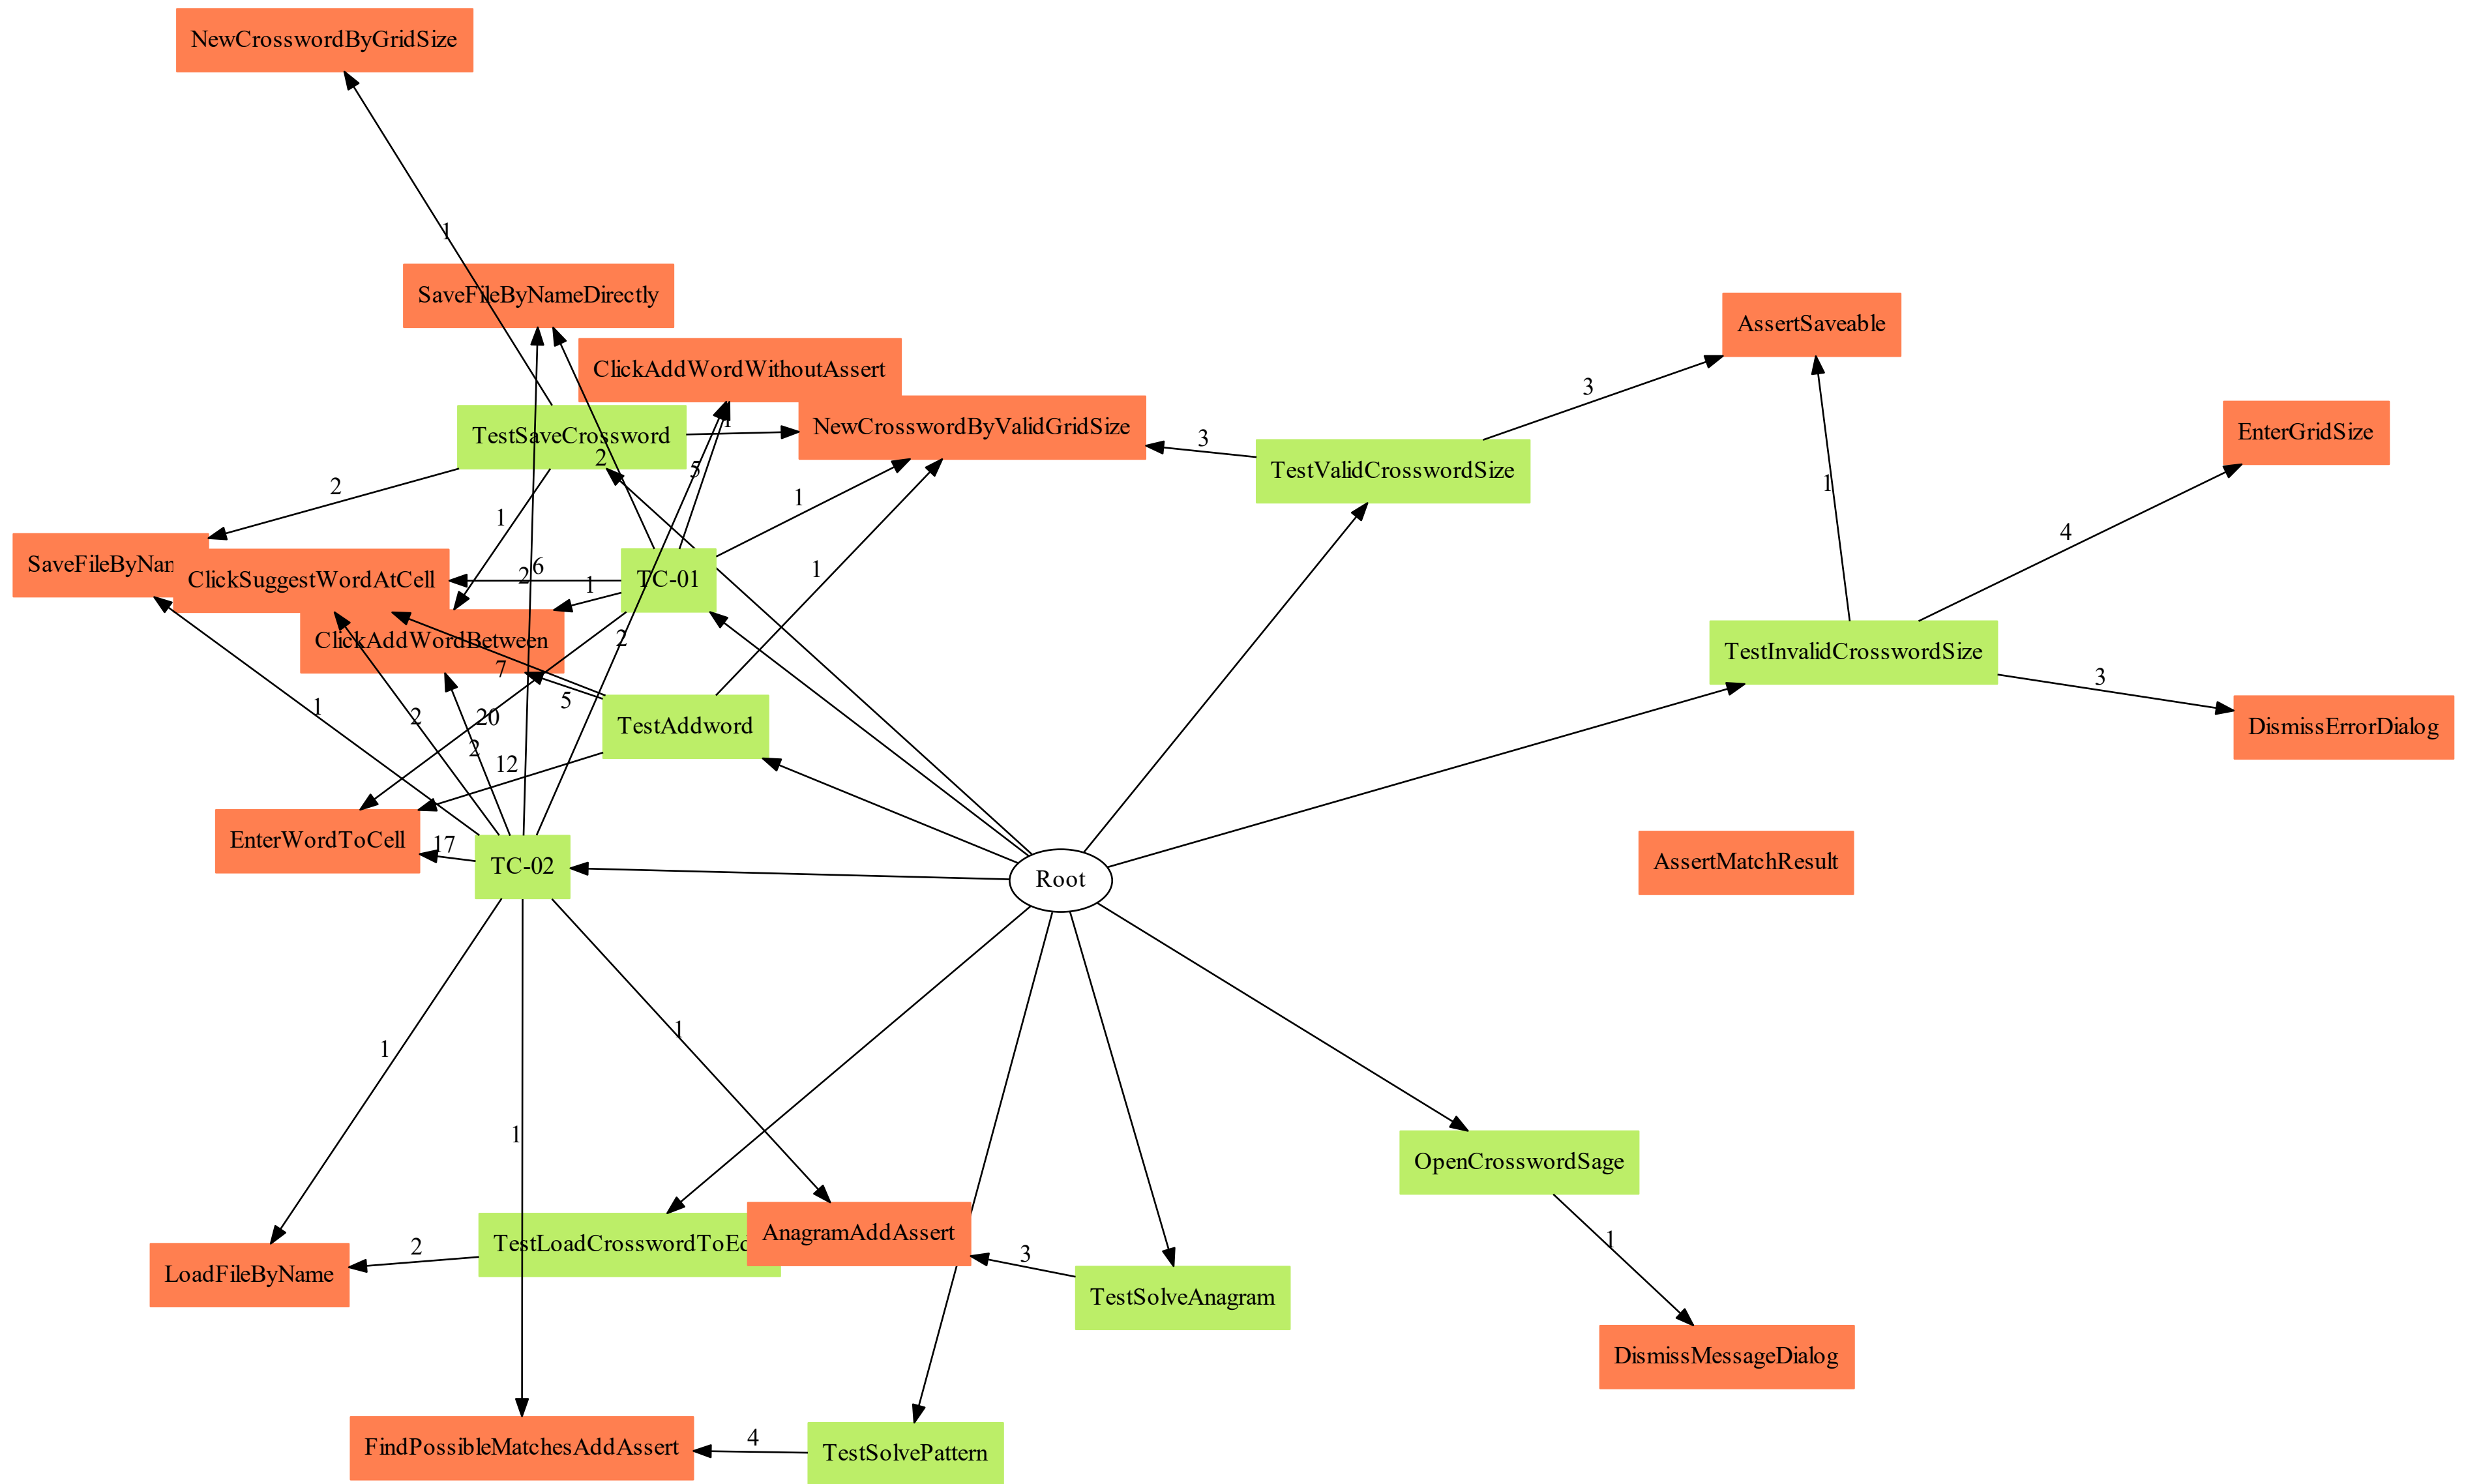 NewCrosswordByGridSize
1
SaveFileByNameDirectly
AssertSaveable
ClickAddWordWithoutAssert
3
1
NewCrosswordByValidGridSize
EnterGridSize
TestSaveCrossword
3
2
5
TestValidCrosswordSize
2
1
1
1
4
SaveFileByNam
ClickSuggestWordAtCell
2
6
1
TC-01
1
ClickAddWordBetween
2
TestInvalidCrosswordSize
7
3
5
1
2
20
TestAddword
DismissErrorDialog
2
12
EnterWordToCell
17
TC-02
Root
AssertMatchResult
1
1
1
OpenCrosswordSage
AnagramAddAssert
TestLoadCrosswordToEd
2
3
1
LoadFileByName
TestSolveAnagram
DismissMessageDialog
FindPossibleMatchesAddAssert
4
TestSolvePattern